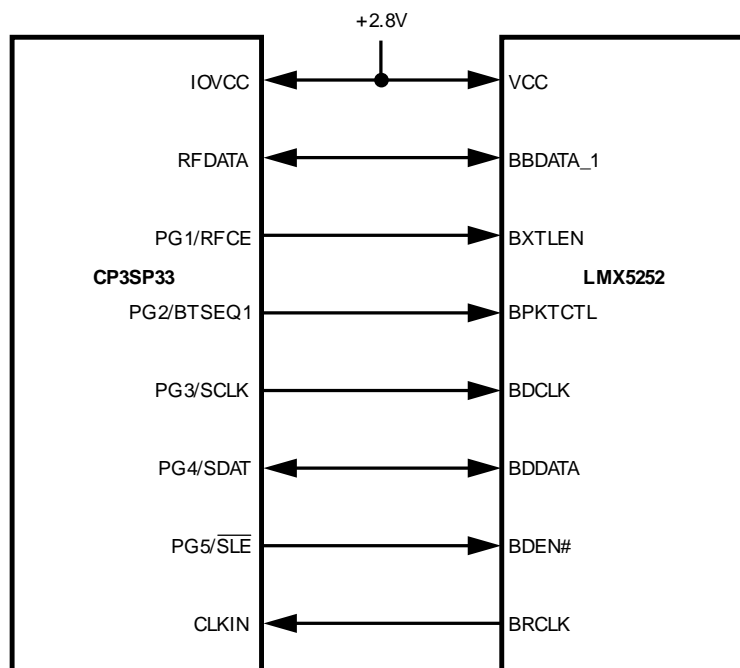 +2.8V
IOVCC VCC
RFDATA BBDATA_1
PG1/RFCE BXTLEN
CP3SP33 LMX5252
PG2/BTSEQ1 BPKTCTL
PG3/SCLK BDCLK
PG4/SDAT BDDATA
PG5/S̅L̅E̅ BDEN#
CLKIN BRCLK